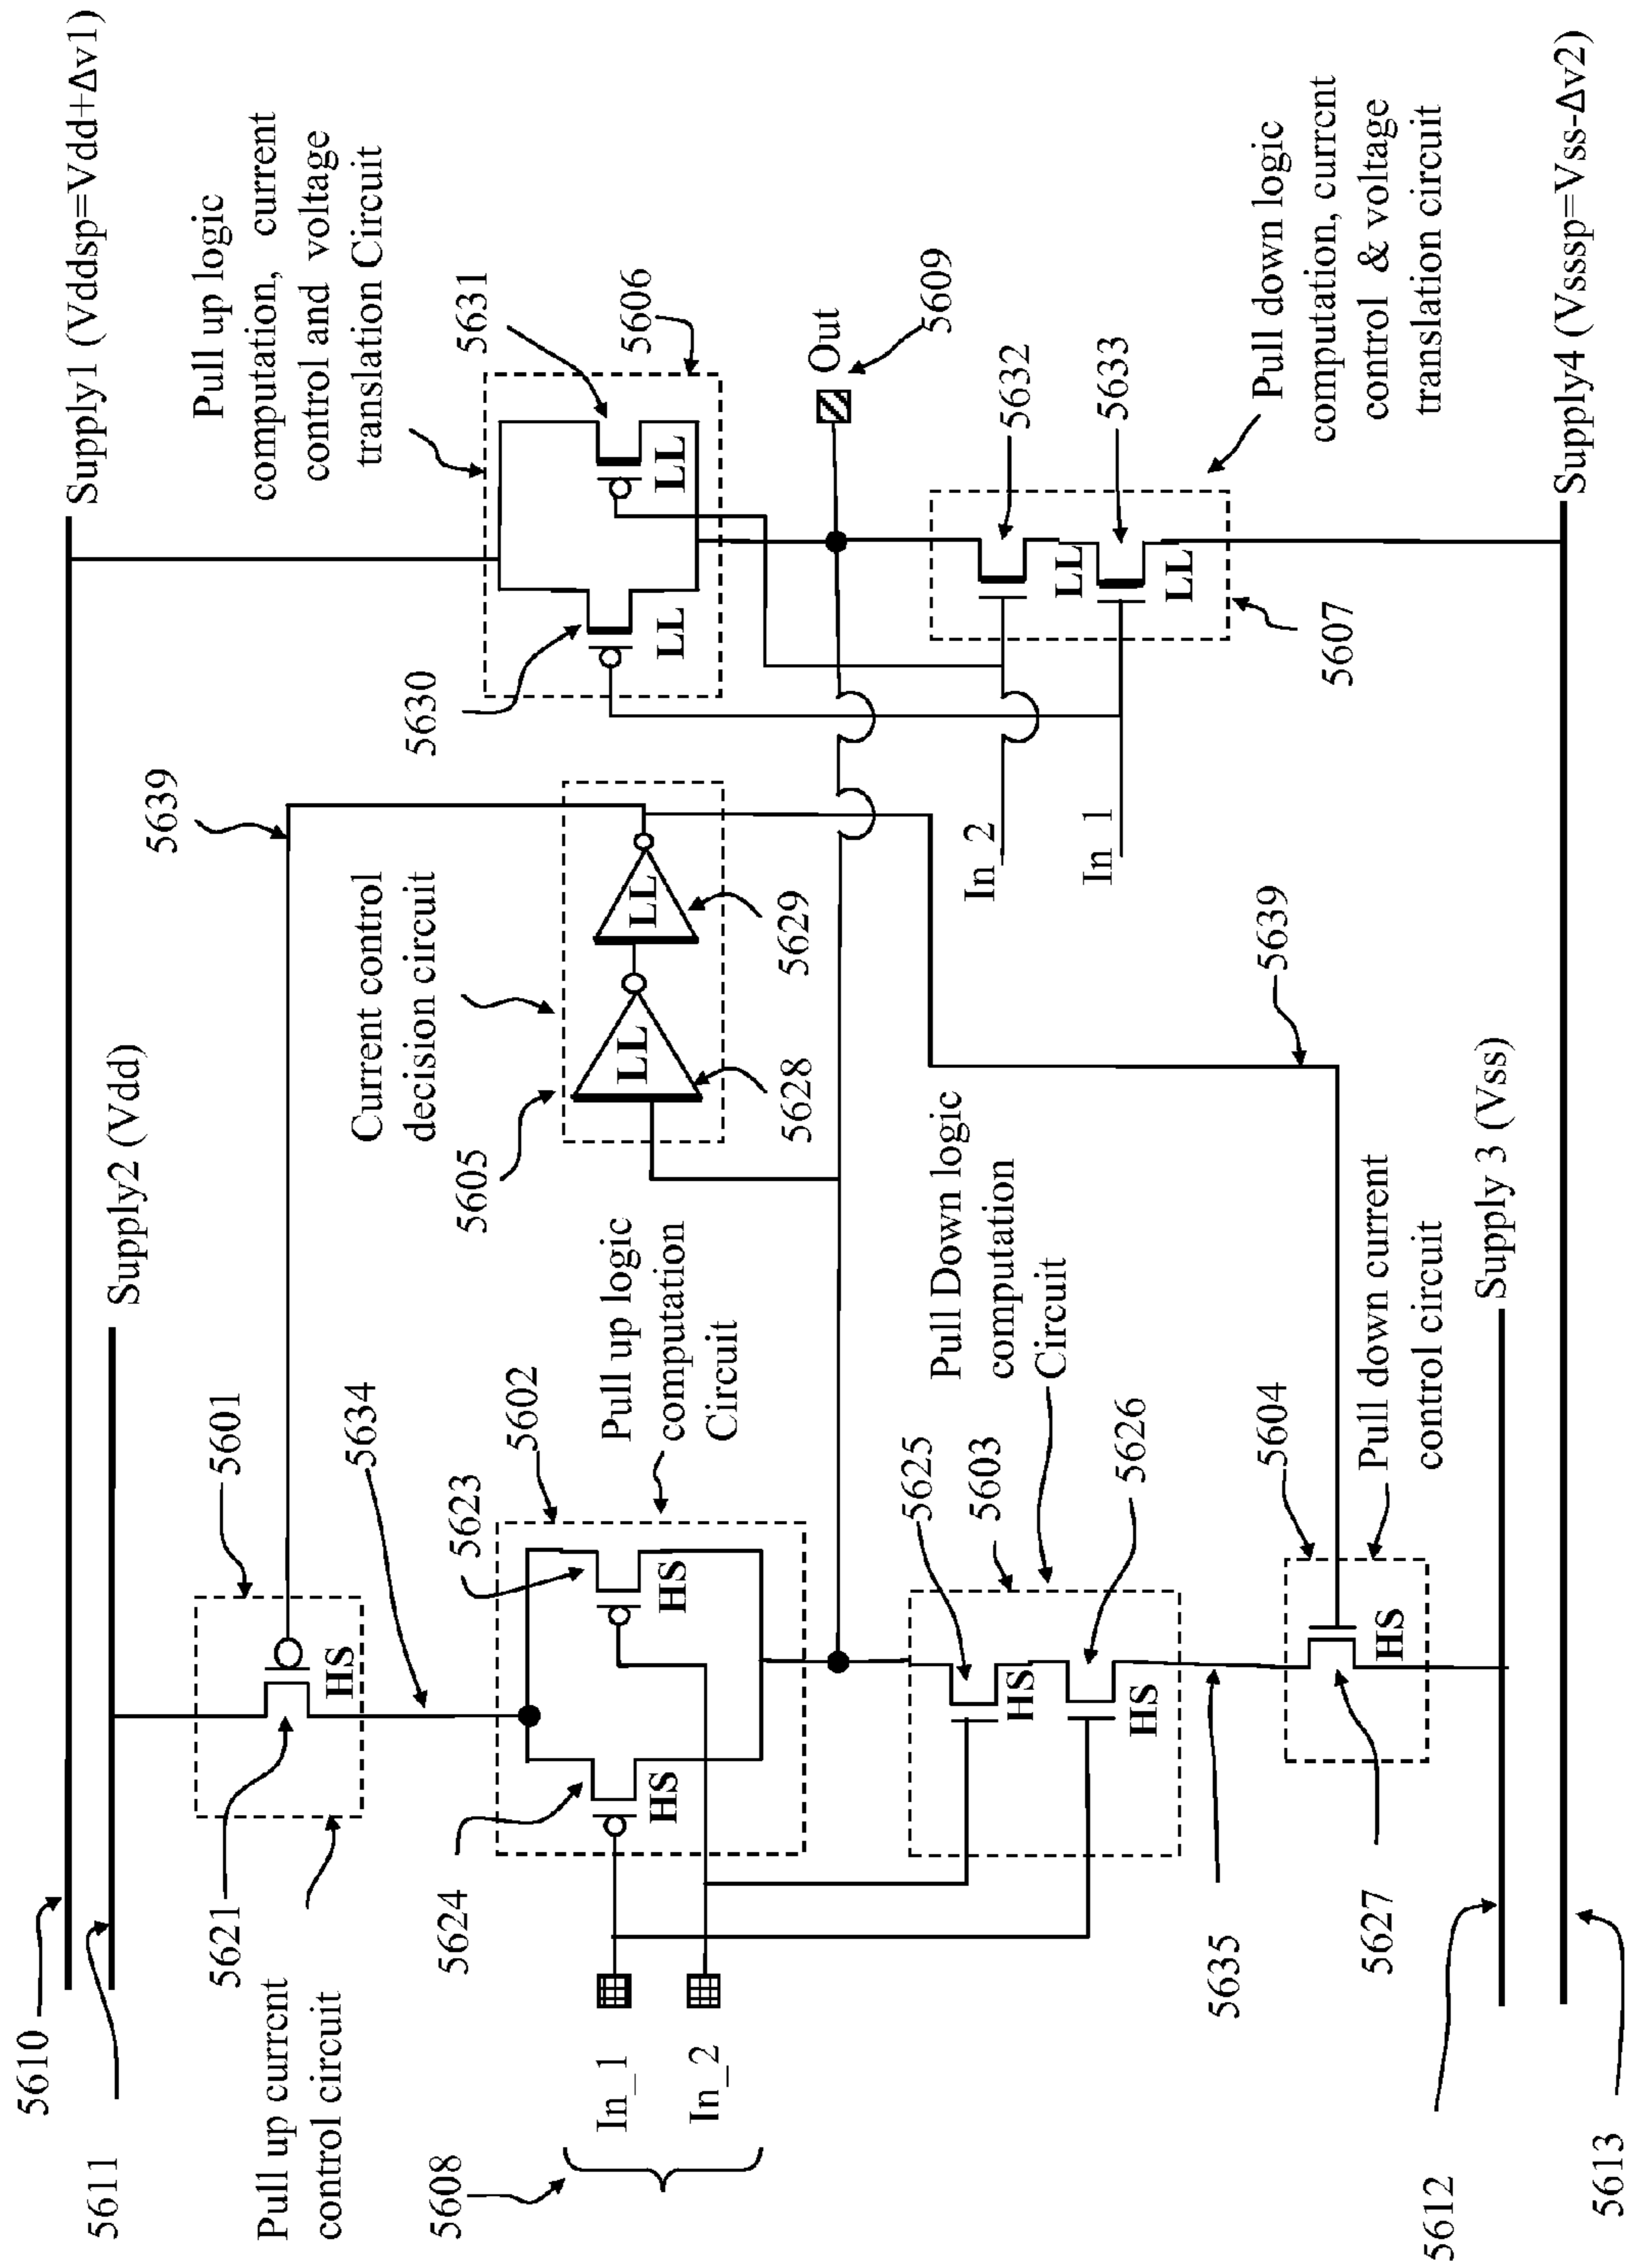 Supply1 (Vddsp=Vdd+Δv1)
Supply2 (Vdd)
5610
5611
Pull up logic
computation, current
control and voltage
translation Circuit
5639
5601
5621
Pull up current
control circuit
HS
5634
Current control
decision circuit
5605
LL
LL
5628
5629
5630
5631
5606
LL
LL
5602
5623
5624
HS
HS
Pull up logic
computation
Circuit
5608
In_1
In_2
Out
5609
5632
5633
LL
LL
5607
In_2
In_1
Pull down logic
computation, current
control & voltage
translation circuit
Pull Down logic
computation
Circuit
5625
5603
5626
HS
HS
5639
5635
5604
5627
HS
Pull down current
control circuit
Supply 3 (Vss)
Supply4 (Vsssp=Vss-Δv2)
5612
5613